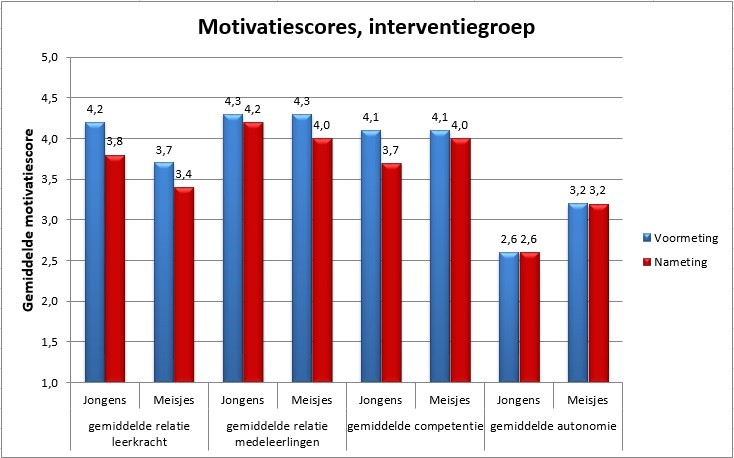 Motivatiescores, interventiegroep
Gemiddelde motivatiescore
5,0
4,5
4,0
3,5
3,0
2,5
2,0
1,5
1,0
4,2
3,8
3,7
3,4
4,3
4,2
4,3
4,0
4,1
3,7
4,1
4,0
2,6 2,6
3,2 3,2
Voormeting
Nameting
Jongens Meisjes Jongens Meisjes Jongens Meisjes Jongens Meisjes
gemiddelde relatie leerkracht
gemiddelde relatie medeleerlingen
gemiddelde competentie
gemiddelde autonomie